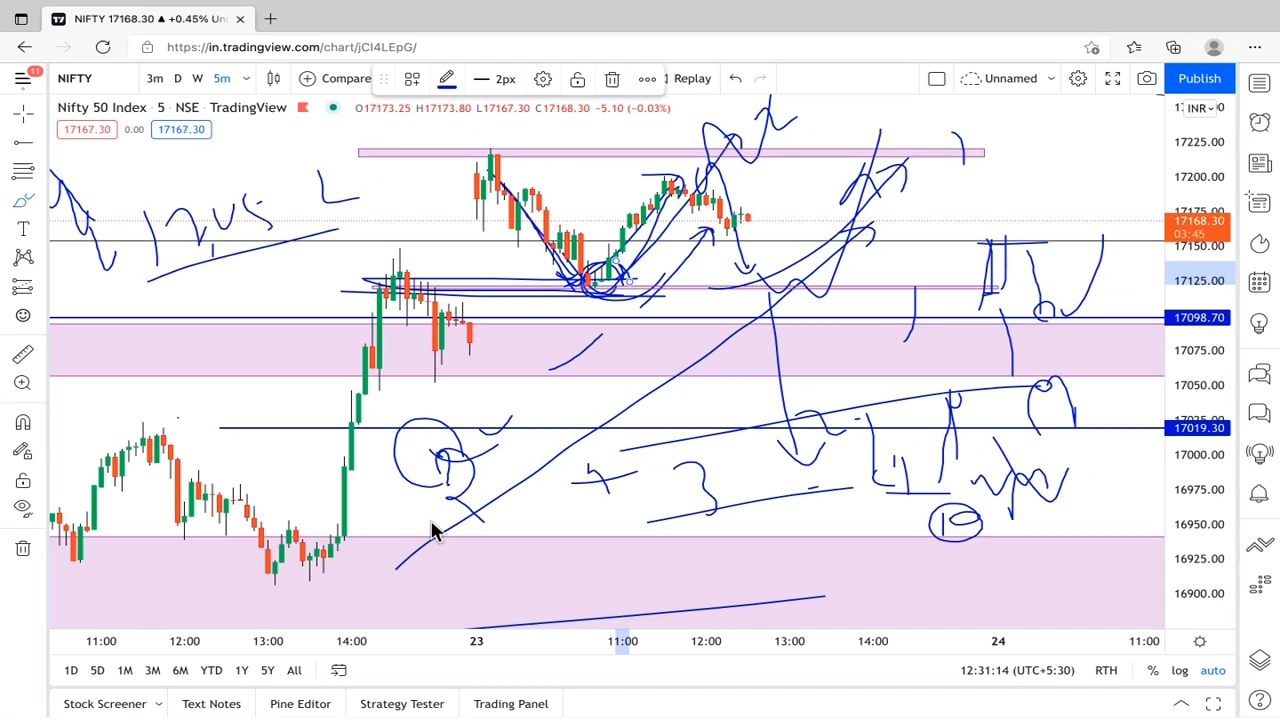 NIFTY 17168.30 ▲ +0.45% Un
https://in.tradingview.com/chart/jCI4LEpG/
11
NIFTY 3m D W 5m Compare 2px Replay Unnamed Publish
Nifty 50 Index · 5 · NSE · TradingView O17173.25 H17173.80 L17167.30 C17168.30 −5.10 (−0.03%)
INR
17167.30 0.00 17167.30
17225.00
17200.00
17168.30
03:45
17150.00
17125.00
17098.70
17075.00
17050.00
17019.30
17000.00
16975.00
16950.00
16925.00
16900.00
11:00 12:00 13:00 14:00 23 11:00 12:00 13:00 14:00 24 11:00
1D 5D 1M 3M 6M YTD 1Y 5Y All 12:31:14 (UTC+5:30) RTH % log auto
Stock Screener Text Notes Pine Editor Strategy Tester Trading Panel